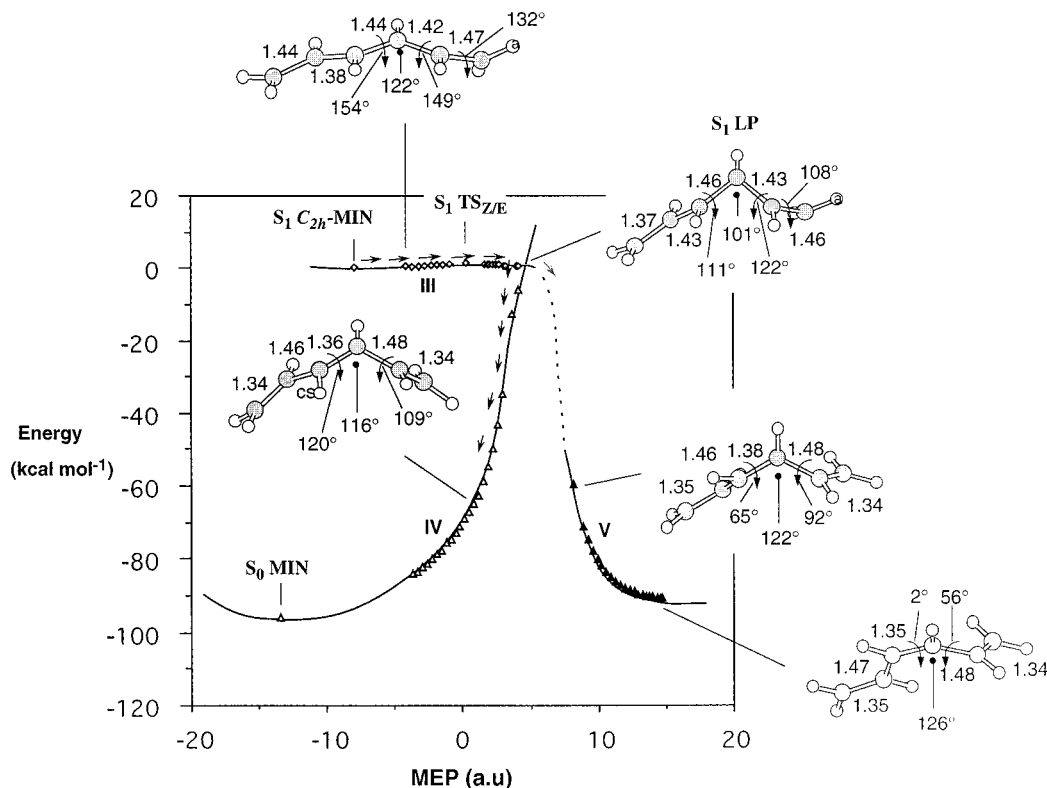 1.44 1.42 1.47 132°
1.44
1.38
a
154° 122° 149°
S1 LP
1.46 1.43 108°
a
1.37
1.43 101° 1.46
111° 122°
20
0
-20
-40
-60
-80
-100
-120
S1 C2h-MIN
S1 TSZ/E
III
1.36 1.48
1.46 1.34
1.34
cs
120° 116° 109°
Energy
(kcal mol-1)
IV
V
S0 MIN
1.46 1.38 1.48
1.35
1.34
65° 92°
122°
2° 56°
1.35
1.47 1.48 1.34
1.35
126°
-20 -10 0 10 20
MEP (a.u)